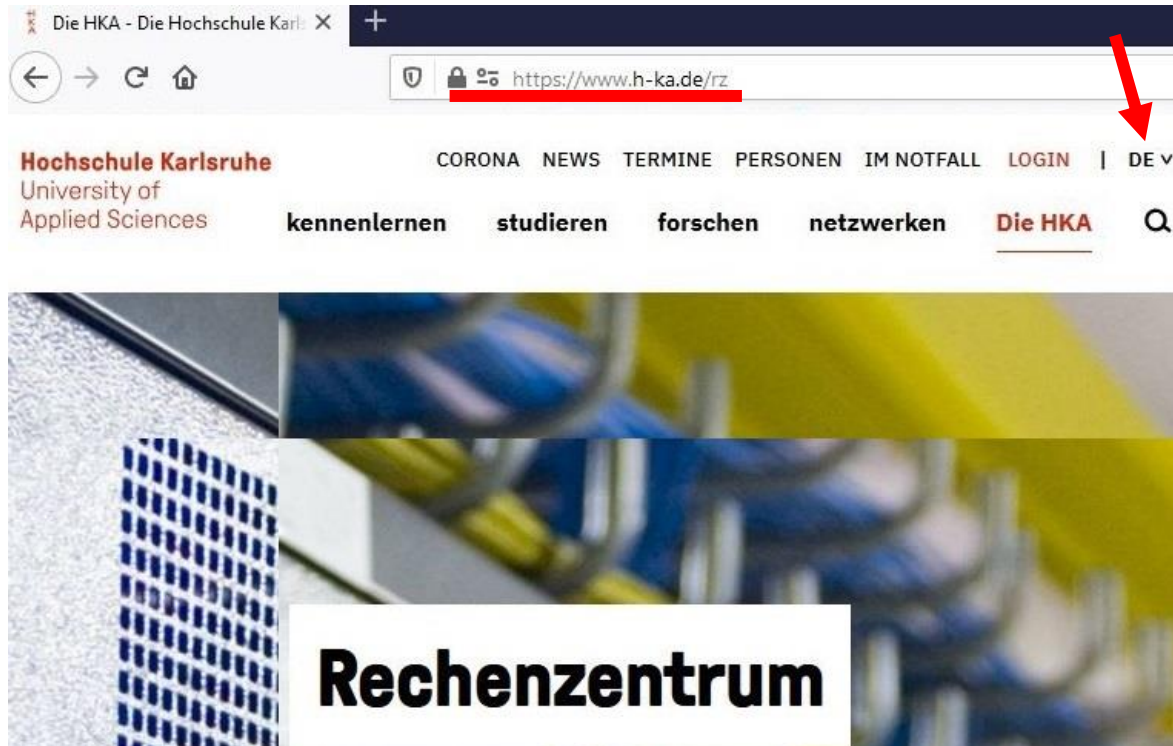 Die HKA - Die Hochschule Karl
https://www.h-ka.de/rz
Hochschule Karlsruhe
University of
Applied Sciences
CORONA NEWS TERMINE PERSONEN IM NOTFALL LOGIN | DE
kennenlernen studieren forschen netzwerken Die HKA
Rechenzentrum